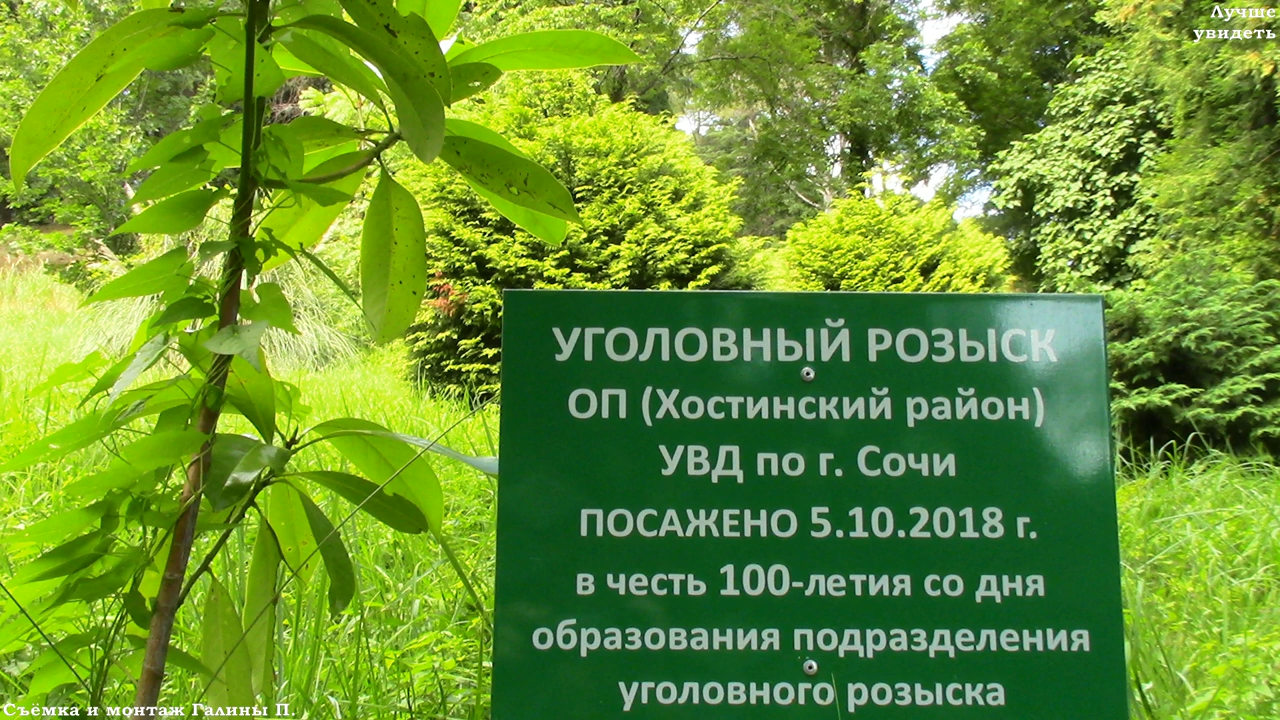 Лучше
увидеть
УГОЛОВНЫЙ РОЗЫСК
ОП (Хостинский район)
УВД по г. Сочи
ПОСАЖЕНО 5.10.2018 г.
в честь 100-летия со дня
образования подразделения
уголовного розыска
Съёмка и монтаж Галины П.